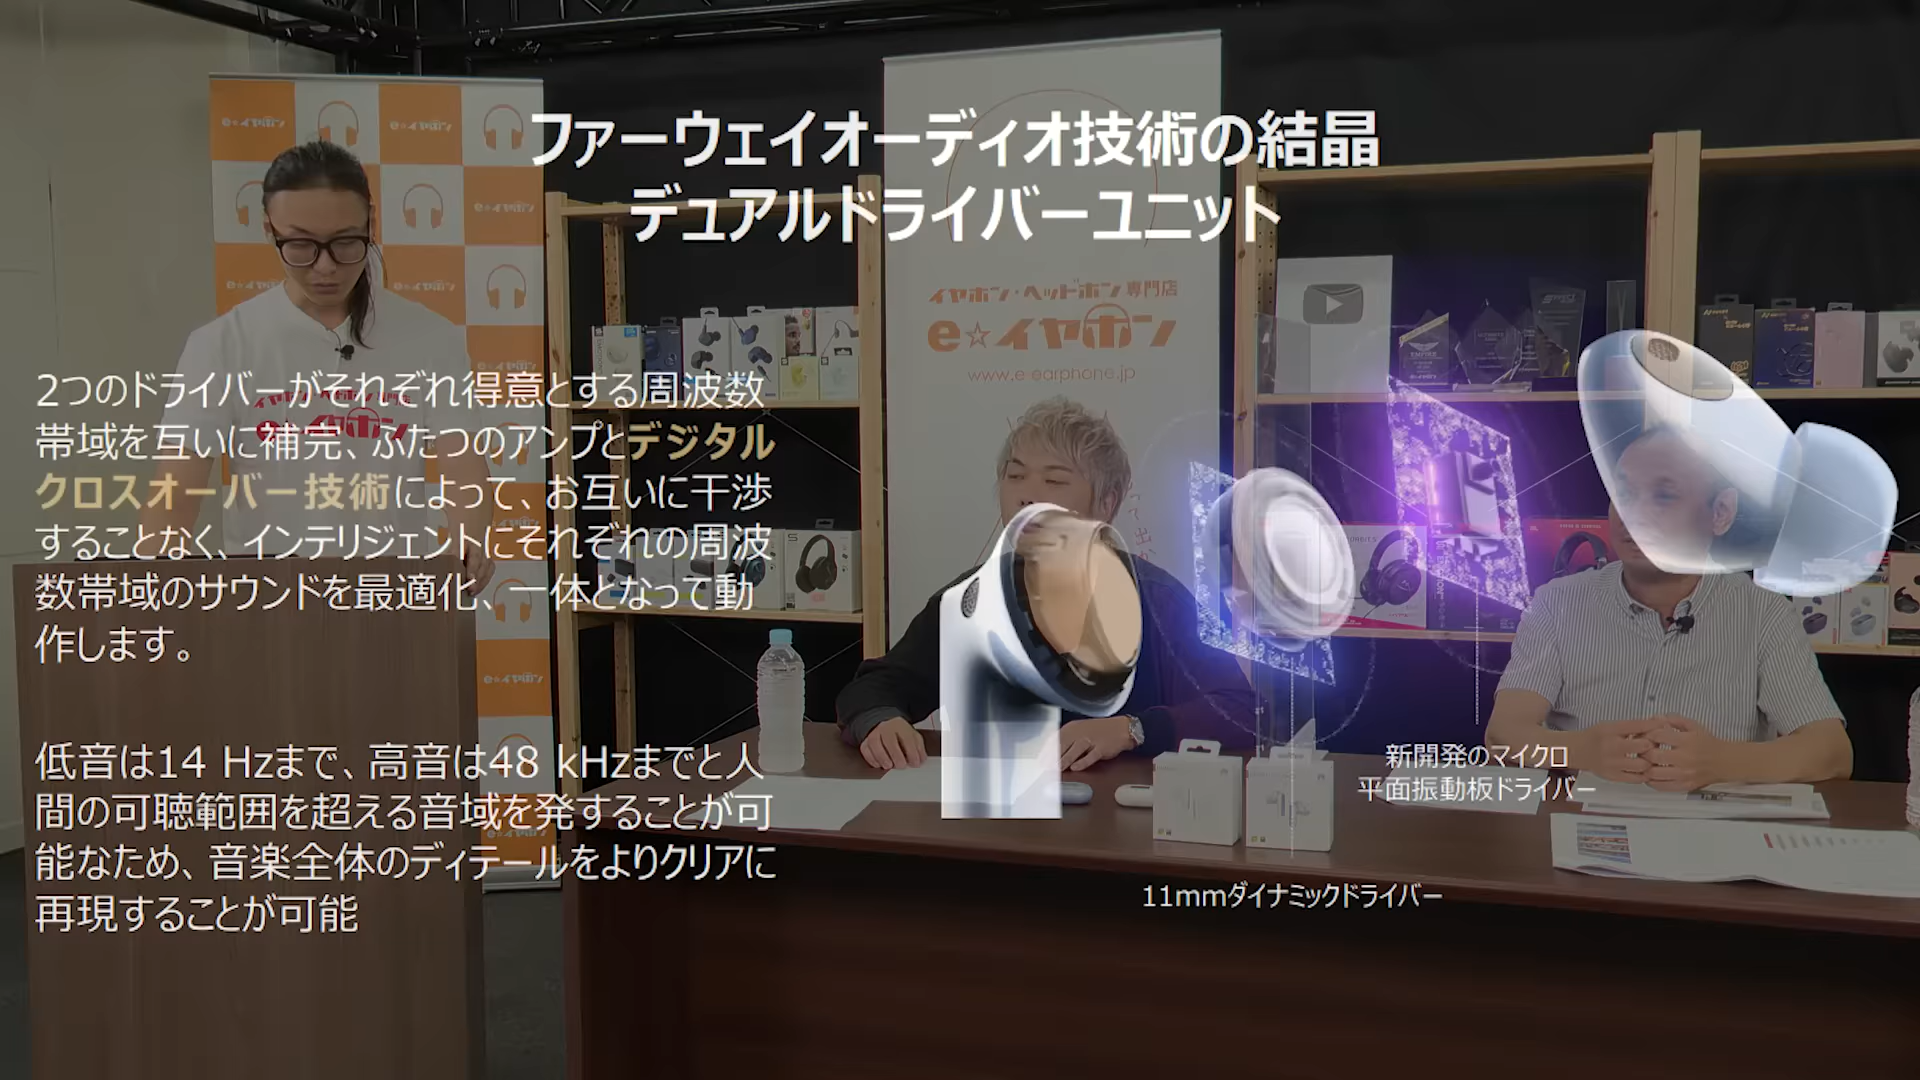 ファーウェイオーディオ技術の結晶
デュアルドライバーユニット
イヤホン・ヘッドホン専門店
e☆イヤホン
www.e-earphone.jp
2つのドライバーがそれぞれ得意とする周波数
帯域を互いに補完、ふたつのアンプとデジタル
クロスオーバー技術によって、お互いに干渉
することなく、インテリジェントにそれぞれの周波
数帯域のサウンドを最適化、一体となって動
作します。
低音は14 Hzまで、高音は48 kHzまでと人
間の可聴範囲を超える音域を発することが可
能なため、音楽全体のディテールをよりクリアに
再現することが可能
新開発のマイクロ
平面振動板ドライバー
11mmダイナミックドライバー